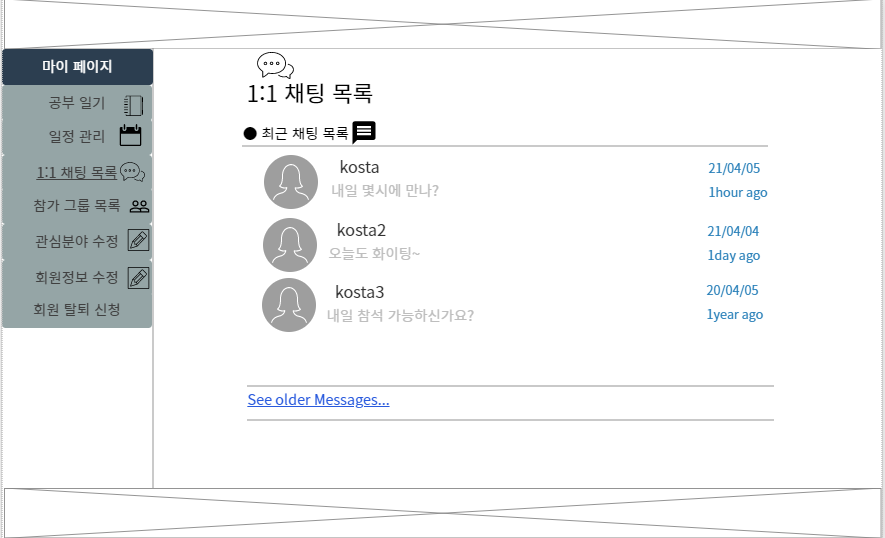 마이 페이지
공부 일기
일정 관리
1:1 채팅 목록
참가 그룹 목록
관심분야 수정
회원정보 수정
회원 탈퇴 신청
1:1 채팅 목록
● 최근 채팅 목록
kosta
21/04/05
내일 몇시에 만나?
1hour ago
kosta2
21/04/04
오늘도 화이팅~
1day ago
kosta3
20/04/05
내일 참석 가능하신가요?
1year ago
See older Messages...